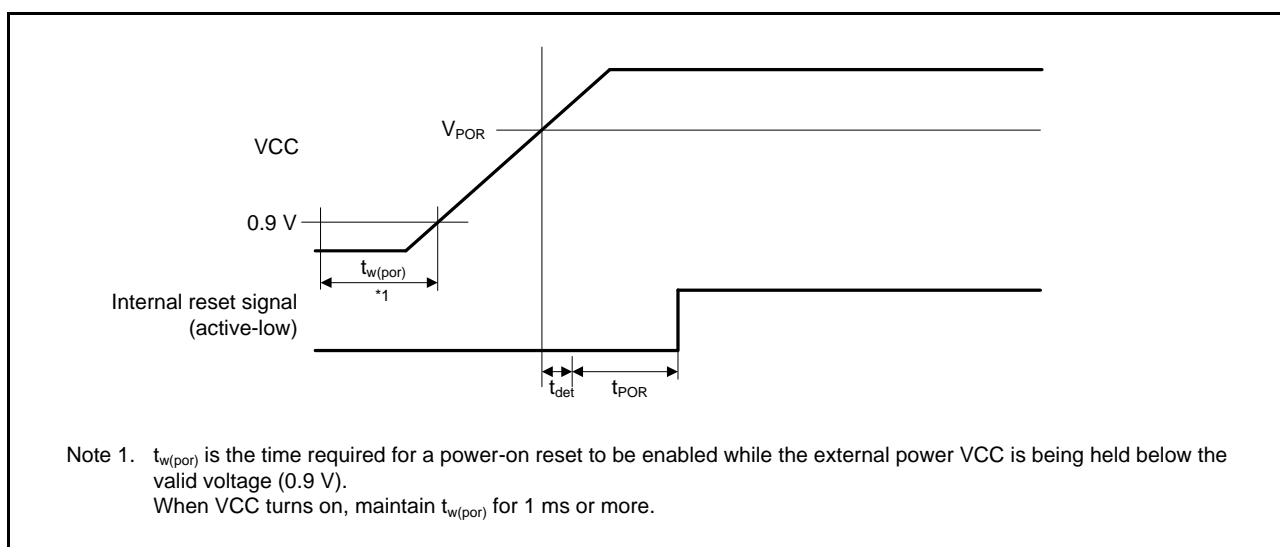 VPOR
VCC
0.9 V
tw(por)
*1
Internal reset signal
(active-low)
tdet
tPOR
Note 1. tw(por) is the time required for a power-on reset to be enabled while the external power VCC is being held below the
valid voltage (0.9 V).
When VCC turns on, maintain tw(por) for 1 ms or more.